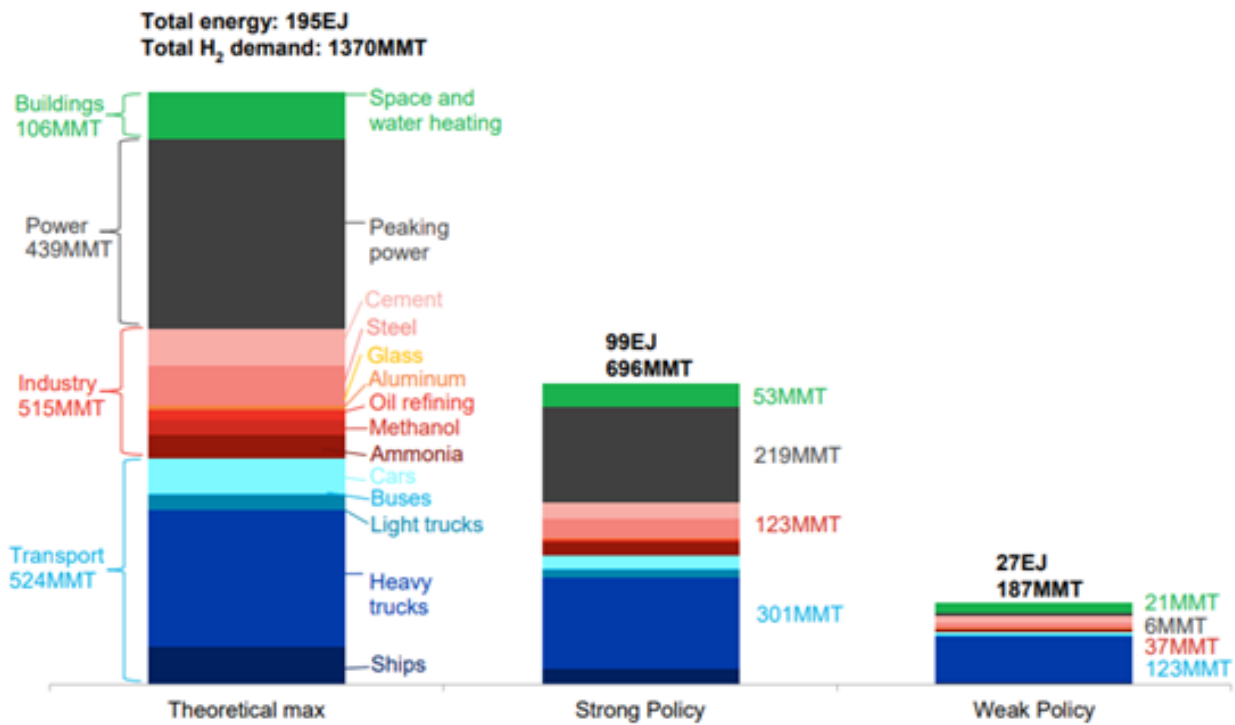 Total energy: 195EJ
Total H₂ demand: 1370MMT
Buildings
106MMT
Space and
water heating
Power
439MMT
Peaking
power
Cement
Steel
Glass
Aluminum
Oil refining
Methanol
Ammonia
Industry
515MMT
Cars
Buses
Light trucks
Transport
524MMT
Heavy
trucks
Ships
99EJ
696MMT
53MMT
219MMT
123MMT
301MMT
27EJ
187MMT
21MMT
6MMT
37MMT
123MMT
Theoretical max
Strong Policy
Weak Policy